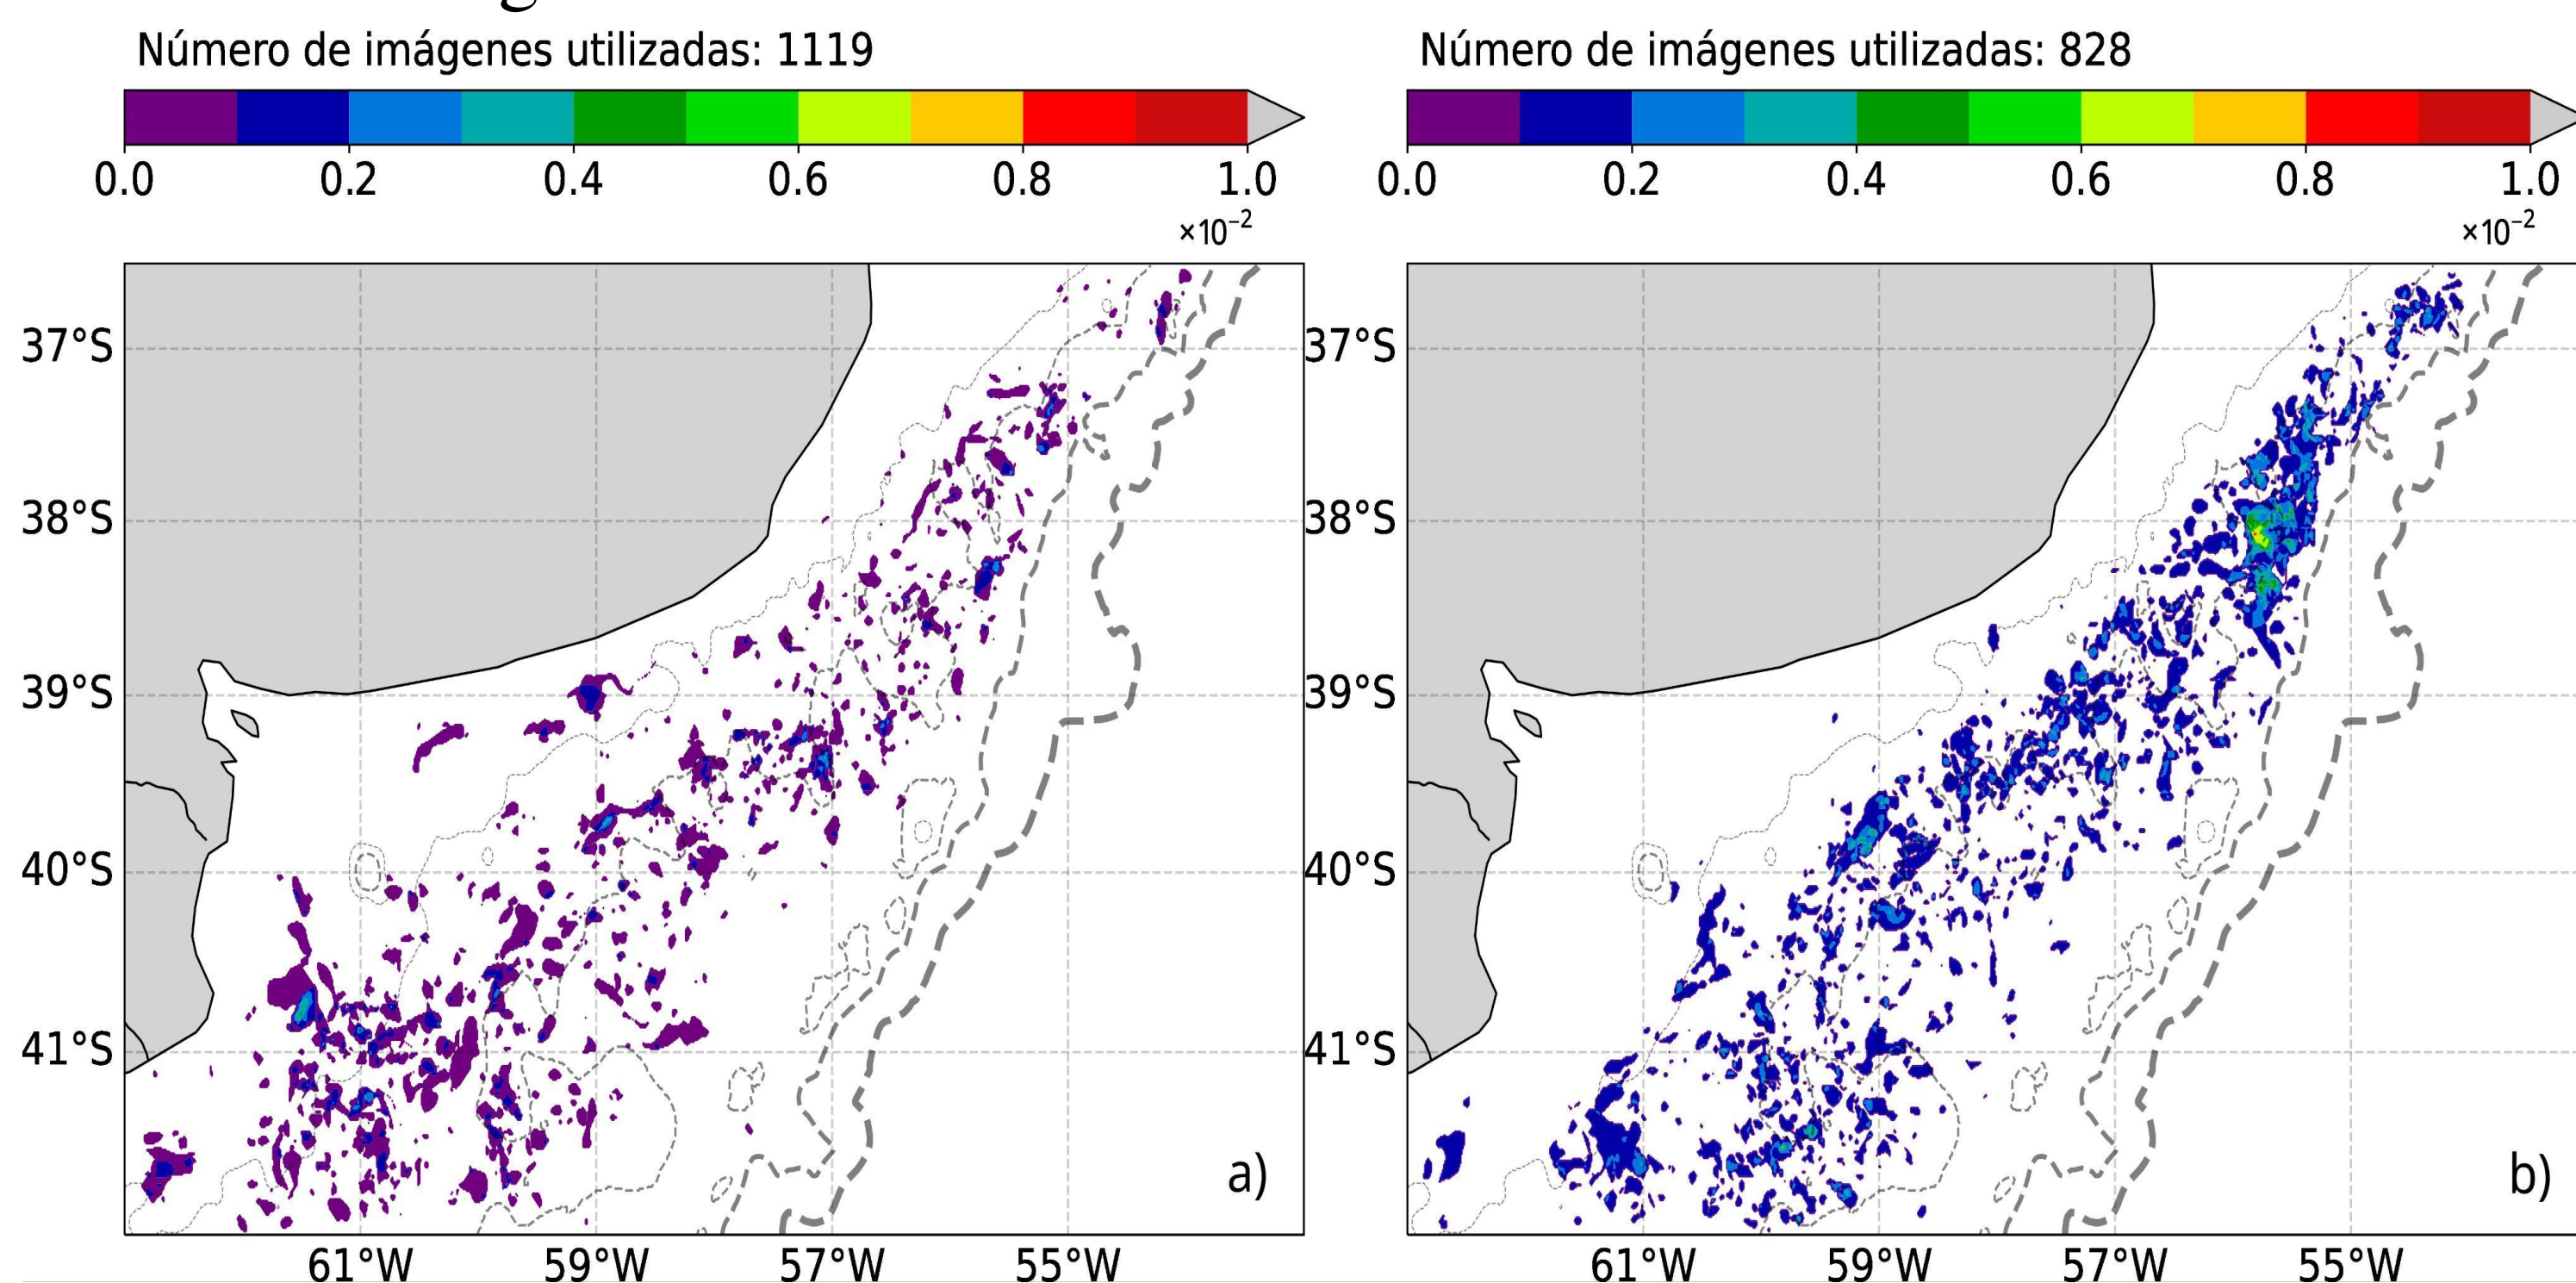 Número de imágenes utilizadas: 1119
0.0 0.2 0.4 0.6 0.8 1.0
×10⁻²
37°S
38°S
39°S
40°S
41°S
61°W 59°W 57°W 55°W
a)
Número de imágenes utilizadas: 828
0.0 0.2 0.4 0.6 0.8 1.0
×10⁻²
37°S
38°S
39°S
40°S
41°S
61°W 59°W 57°W 55°W
b)